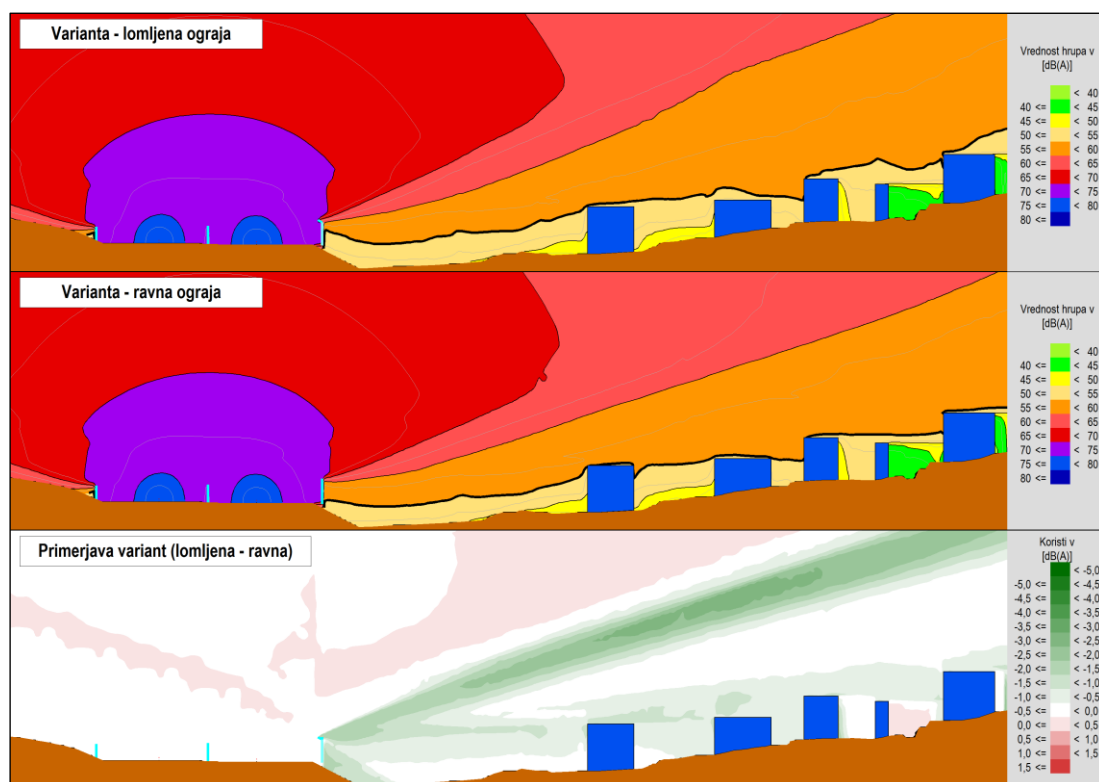 Varianta - lomljena ograja
Vrednost hrupa v
[dB(A)]
< 40
40 <= < 45
45 <= < 50
50 <= < 55
55 <= < 60
60 <= < 65
65 <= < 70
70 <= < 75
75 <= < 80
80 <=
Varianta - ravna ograja
Vrednost hrupa v
[dB(A)]
< 40
40 <= < 45
45 <= < 50
50 <= < 55
55 <= < 60
60 <= < 65
65 <= < 70
70 <= < 75
75 <= < 80
80 <=
Primerjava variant (lomljena - ravna)
Koristi v
[dB(A)]
< -5,0
-5,0 <= < -4,5
-4,5 <= < -4,0
-4,0 <= < -3,5
-3,5 <= < -3,0
-3,0 <= < -2,5
-2,5 <= < -2,0
-2,0 <= < -1,5
-1,5 <= < -1,0
-1,0 <= < -0,5
-0,5 <= < 0,0
0,0 <= < 0,5
0,5 <= < 1,0
1,0 <= < 1,5
1,5 <=